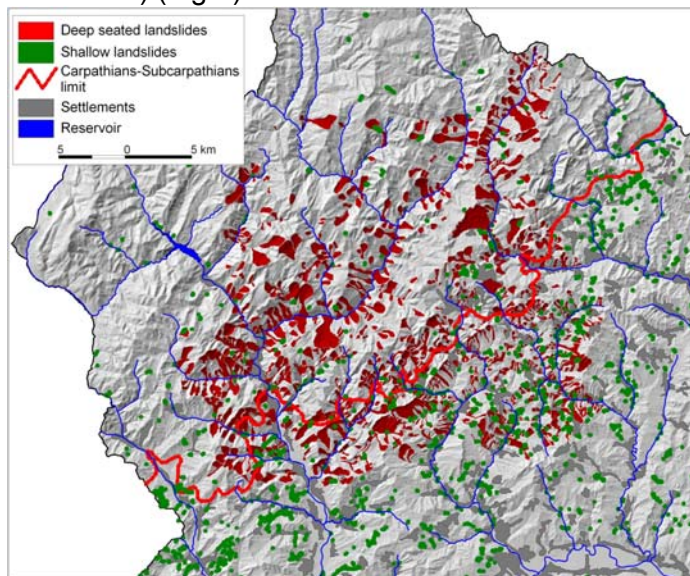 Deep seated landslides
Shallow landslides
Carpathians-Subcarpathians
limit
Settlements
Reservoir
5 0 5 km